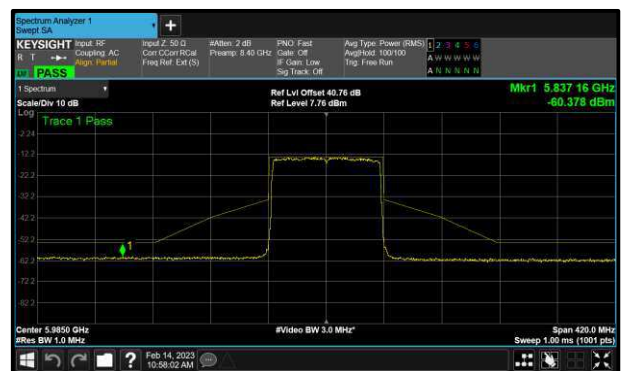 Spectrum Analyzer 1
Swept SA
+
KEYSIGHT
R T
PASS
Input: RF
Coupling: AC
Align: Partial
Input Z: 50 Ω
Corr CCorr RCal
Freq Ref: Ext (S)
#Atten: 2 dB
Preamp: 8.40 GHz
PNO: Fast
Gate: Off
IF Gain: Low
Sig Track: Off
Avg Type: Power (RMS)
Avg|Hold: 100/100
Trig: Free Run
1 2 3 4 5 6
A W W W W W
A N N N N N
1 Spectrum
Scale/Div 10 dB
Log
Ref Lvl Offset 40.76 dB
Ref Level 7.76 dBm
Mkr1 5.837 16 GHz
-60.378 dBm
Trace 1 Pass
-2.24
-12.2
-22.2
-32.2
-42.2
-52.2
-62.2
-72.2
-82.2
1
Center 5.9850 GHz
#Res BW 1.0 MHz
#Video BW 3.0 MHz*
Span 420.0 MHz
Sweep 1.00 ms (1001 pts)
?
Feb 14, 2023
10:58:02 AM